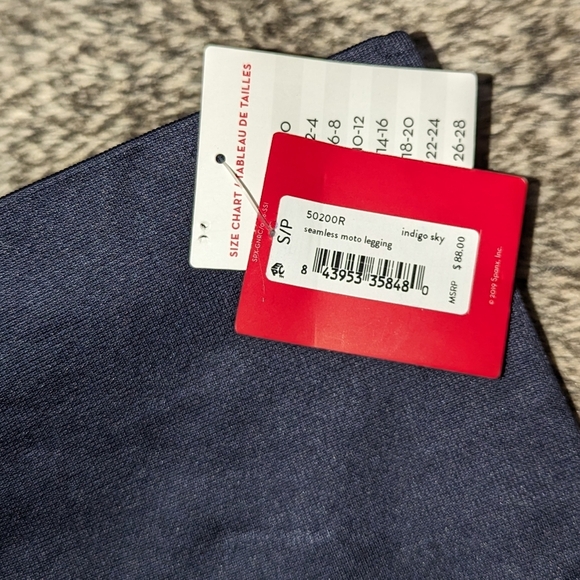 SIZE CHART / TABLEAU DE TAILLES
0
2-4
6-8
10-12
14-16
18-20
22-24
26-28
S/P
50200R
seamless moto legging
indigo sky
8 43953 35848 0
MSRP $ 88.00
© 2019 Spanx, Inc.